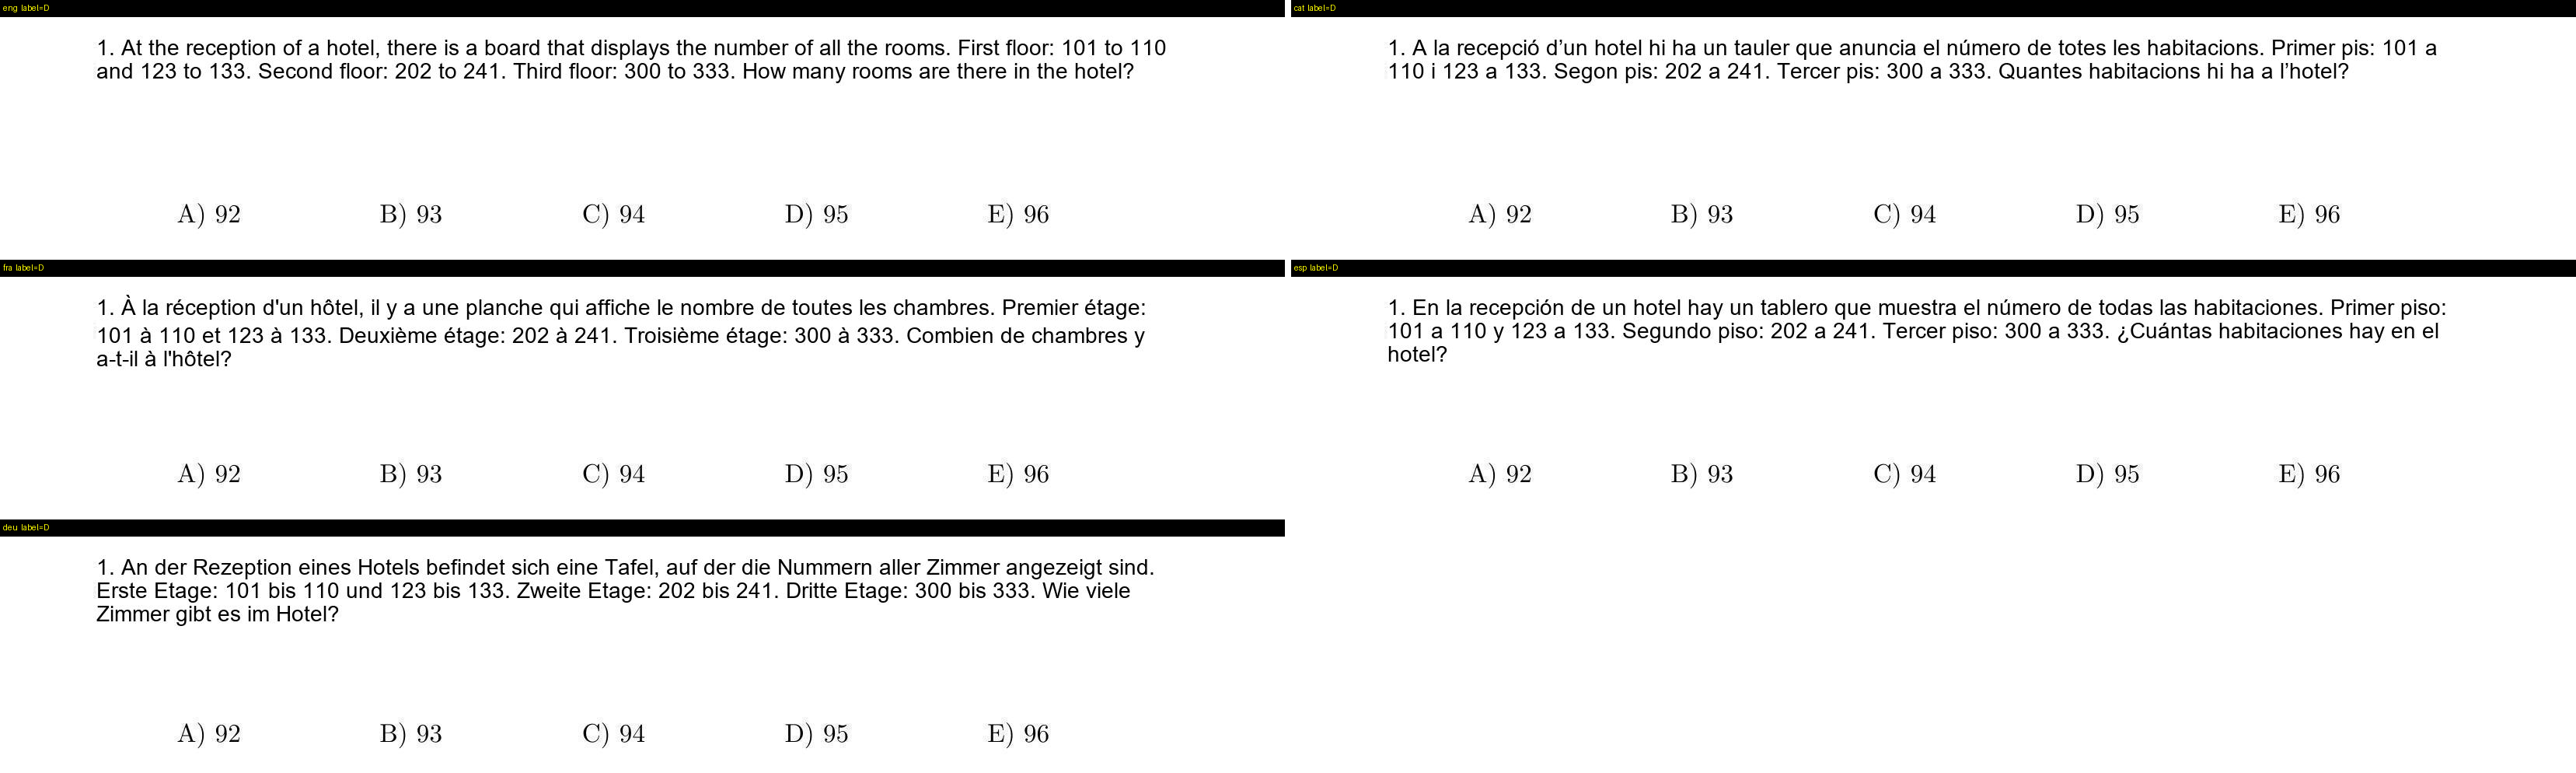 eng label=D
1. At the reception of a hotel, there is a board that displays the number of all the rooms. First floor: 101 to 110
and 123 to 133. Second floor: 202 to 241. Third floor: 300 to 333. How many rooms are there in the hotel?
A) 92 B) 93 C) 94 D) 95 E) 96
cat label=D
1. A la recepció d’un hotel hi ha un tauler que anuncia el número de totes les habitacions. Primer pis: 101 a
110 i 123 a 133. Segon pis: 202 a 241. Tercer pis: 300 a 333. Quantes habitacions hi ha a l’hotel?
A) 92 B) 93 C) 94 D) 95 E) 96
fra label=D
1. À la réception d'un hôtel, il y a une planche qui affiche le nombre de toutes les chambres. Premier étage:
101 à 110 et 123 à 133. Deuxième étage: 202 à 241. Troisième étage: 300 à 333. Combien de chambres y
a-t-il à l'hôtel?
A) 92 B) 93 C) 94 D) 95 E) 96
esp label=D
1. En la recepción de un hotel hay un tablero que muestra el número de todas las habitaciones. Primer piso:
101 a 110 y 123 a 133. Segundo piso: 202 a 241. Tercer piso: 300 a 333. ¿Cuántas habitaciones hay en el
hotel?
A) 92 B) 93 C) 94 D) 95 E) 96
deu label=D
1. An der Rezeption eines Hotels befindet sich eine Tafel, auf der die Nummern aller Zimmer angezeigt sind.
Erste Etage: 101 bis 110 und 123 bis 133. Zweite Etage: 202 bis 241. Dritte Etage: 300 bis 333. Wie viele
Zimmer gibt es im Hotel?
A) 92 B) 93 C) 94 D) 95 E) 96